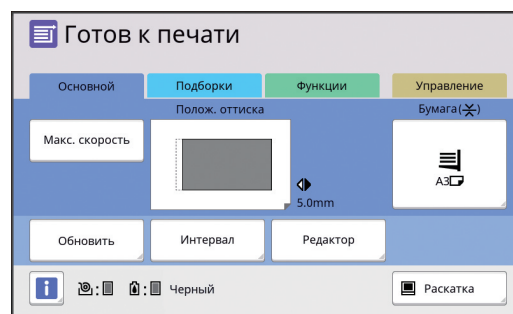 Готов к печати
Основной Подборки Функции Управление
Полож. оттиска Бумага( )
Макс. скорость
A3
5.0mm
Обновить Интервал Редактор
i : : Черный Раскатка